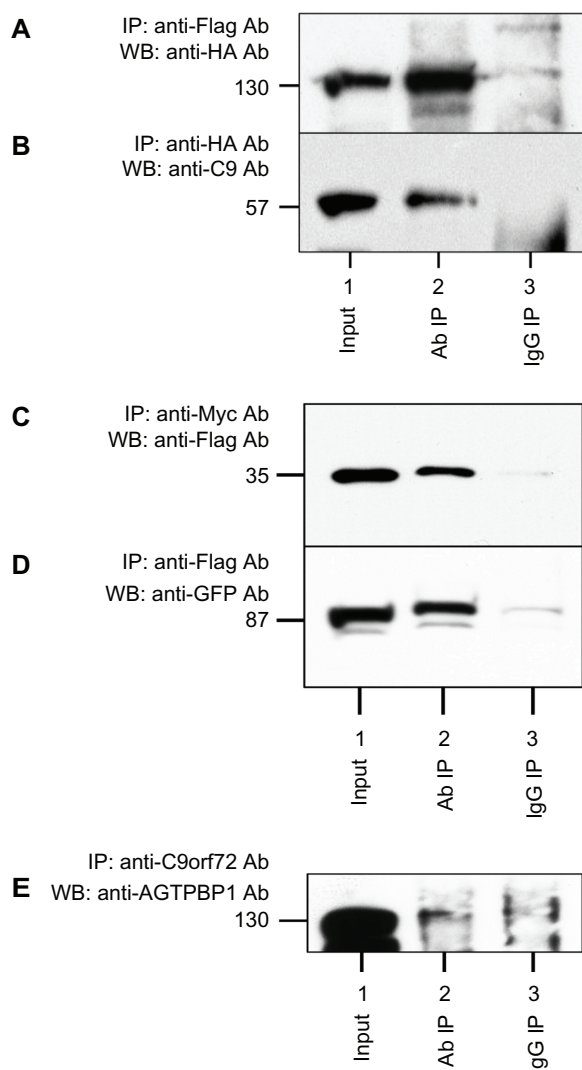 A
IP: anti-Flag Ab
WB: anti-HA Ab
130
B
IP: anti-HA Ab
WB: anti-C9 Ab
57
1 2 3
Input Ab IP IgG IP
C
IP: anti-Myc Ab
WB: anti-Flag Ab
35
D
IP: anti-Flag Ab
WB: anti-GFP Ab
87
1 2 3
Input Ab IP IgG IP
IP: anti-C9orf72 Ab
E WB: anti-AGTPBP1 Ab
130
1 2 3
Input Ab IP gG IP